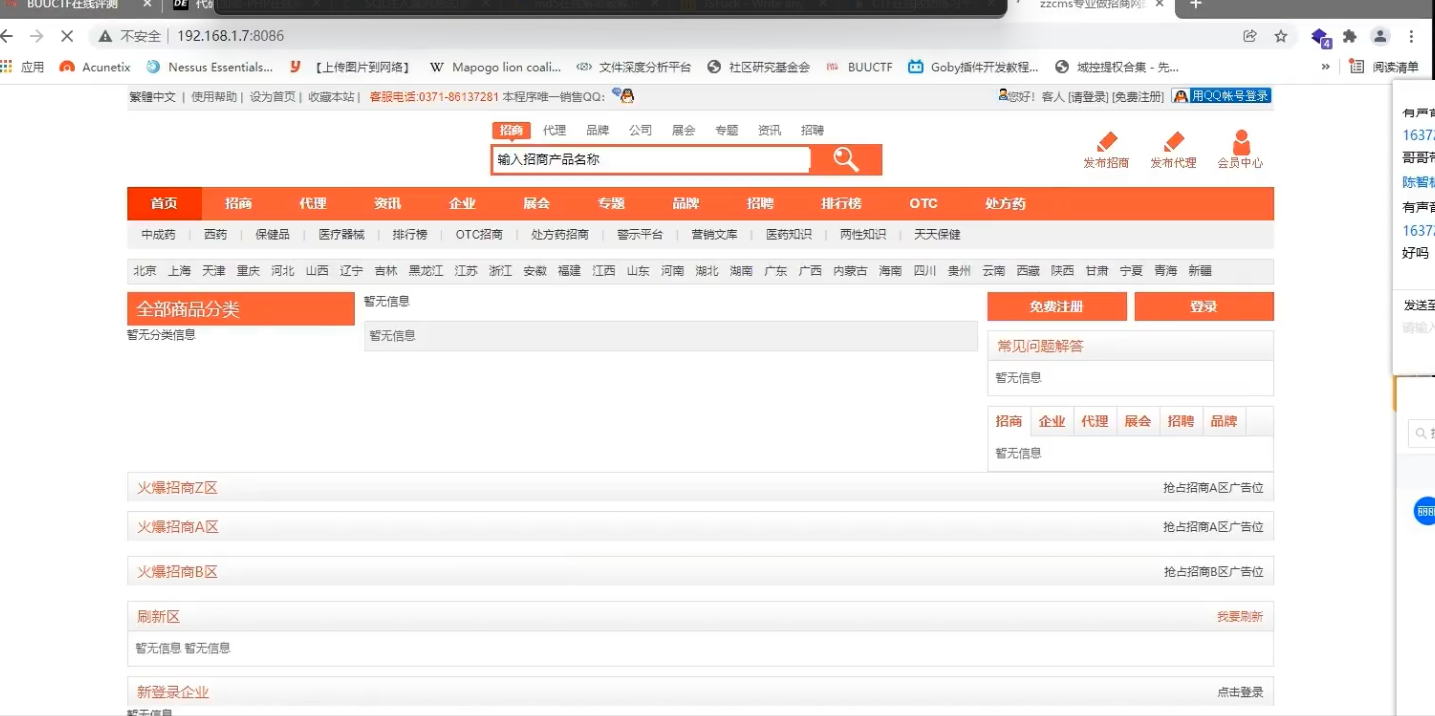 BUUCTF在线评测
zzcms专业做招商网
不安全 | 192.168.1.7:8086
4
应用 Acunetix Nessus Essentials... 【上传图片到网络】 Mapogo lion coali... 文件深度分析平台 社区研究基金会 BUUCTF Goby插件开发教程... 域控提权合集 - 先... » 阅读清单
繁體中文 | 使用帮助 | 设为首页 | 收藏本站 | 客服电话:0371-86137281 本程序唯一销售QQ: 您好! 客人 [请登录] [免费注册] 用QQ帐号登录
招商 代理 品牌 公司 展会 专题 资讯 招聘
输入招商产品名称
发布招商 发布代理 会员中心
首页 招商 代理 资讯 企业 展会 专题 品牌 招聘 排行榜 OTC 处方药
中成药 | 西药 | 保健品 | 医疗器械 | 排行榜 | OTC招商 | 处方药招商 | 警示平台 | 营销文库 | 医药知识 | 两性知识 | 天天保健
北京 上海 天津 重庆 河北 山西 辽宁 吉林 黑龙江 江苏 浙江 安徽 福建 江西 山东 河南 湖北 湖南 广东 广西 内蒙古 海南 四川 贵州 云南 西藏 陕西 甘肃 宁夏 青海 新疆
全部商品分类
暂无分类信息
暂无信息
暂无信息
免费注册 登录
常见问题解答
暂无信息
招商 企业 代理 展会 招聘 品牌
暂无信息
火爆招商Z区 抢占招商A区广告位
火爆招商A区 抢占招商A区广告位
火爆招商B区 抢占招商B区广告位
刷新区 我要刷新
暂无信息 暂无信息
新登录企业 点击登录
暂无信息
有声音
1637
哥哥
陈智
有声音
1637
好吗
发送至
请输入
丽丽